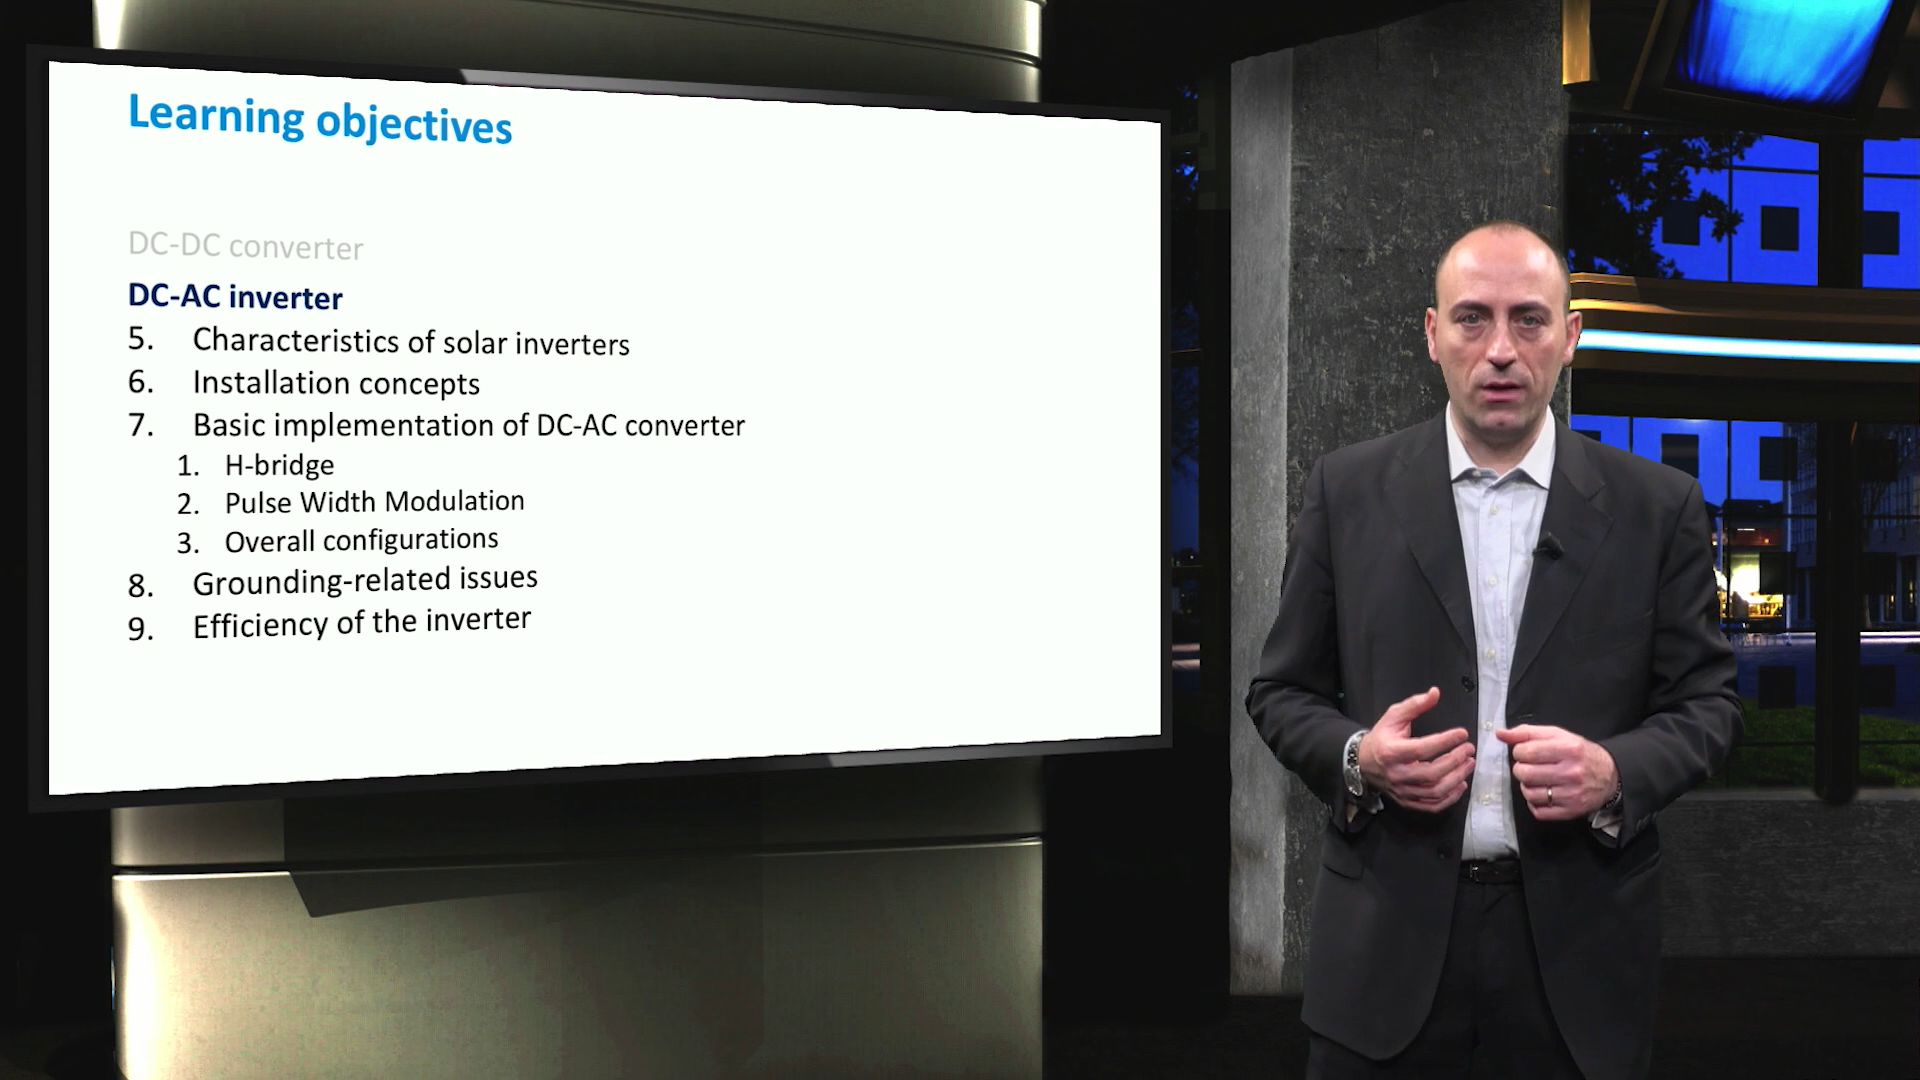 Learning objectives
DC-DC converter
DC-AC inverter
5. Characteristics of solar inverters
6. Installation concepts
7. Basic implementation of DC-AC converter
1. H-bridge
2. Pulse Width Modulation
3. Overall configurations
8. Grounding-related issues
9. Efficiency of the inverter